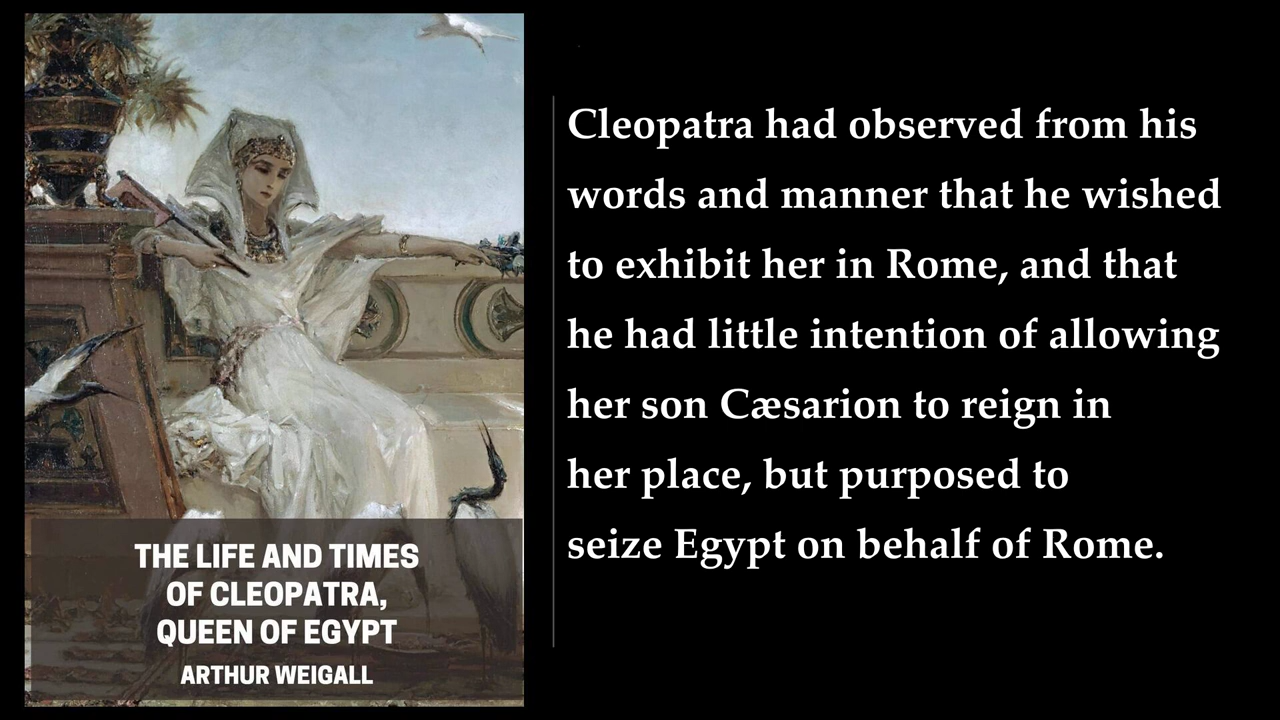 THE LIFE AND TIMES
OF CLEOPATRA,
QUEEN OF EGYPT
ARTHUR WEIGALL
Cleopatra had observed from his
words and manner that he wished
to exhibit her in Rome, and that
he had little intention of allowing
her son Cæsarion to reign in
her place, but purposed to
seize Egypt on behalf of Rome.